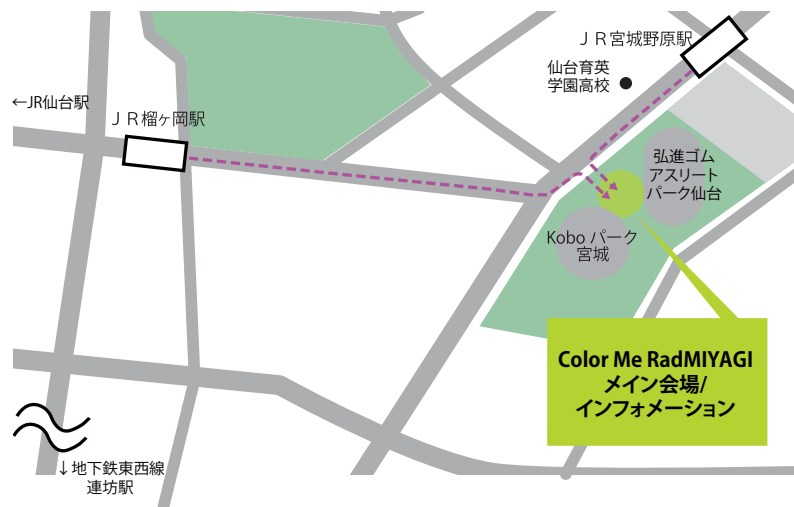 JR宮城野原駅
仙台育英
学園高校
←JR仙台駅
JR榴ヶ岡駅
弘進ゴム
アスリート
パーク仙台
Kobo パーク
宮城
Color Me RadMIYAGI
メイン会場/
インフォメーション
↓地下鉄東西線
連坊駅